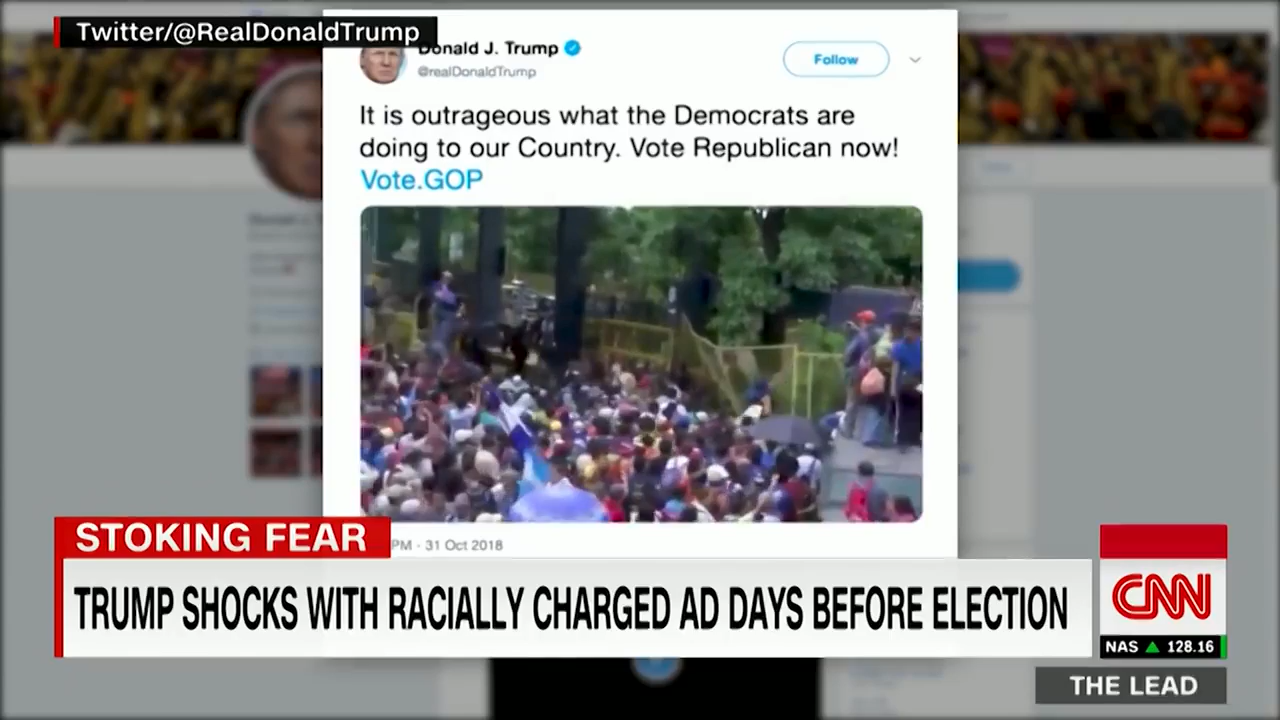 Twitter/@RealDonaldTrump
Donald J. Trump
@realDonaldTrump
Follow
It is outrageous what the Democrats are
doing to our Country. Vote Republican now!
Vote.GOP
PM · 31 Oct 2018
STOKING FEAR
TRUMP SHOCKS WITH RACIALLY CHARGED AD DAYS BEFORE ELECTION
CNN
NAS 128.16
THE LEAD